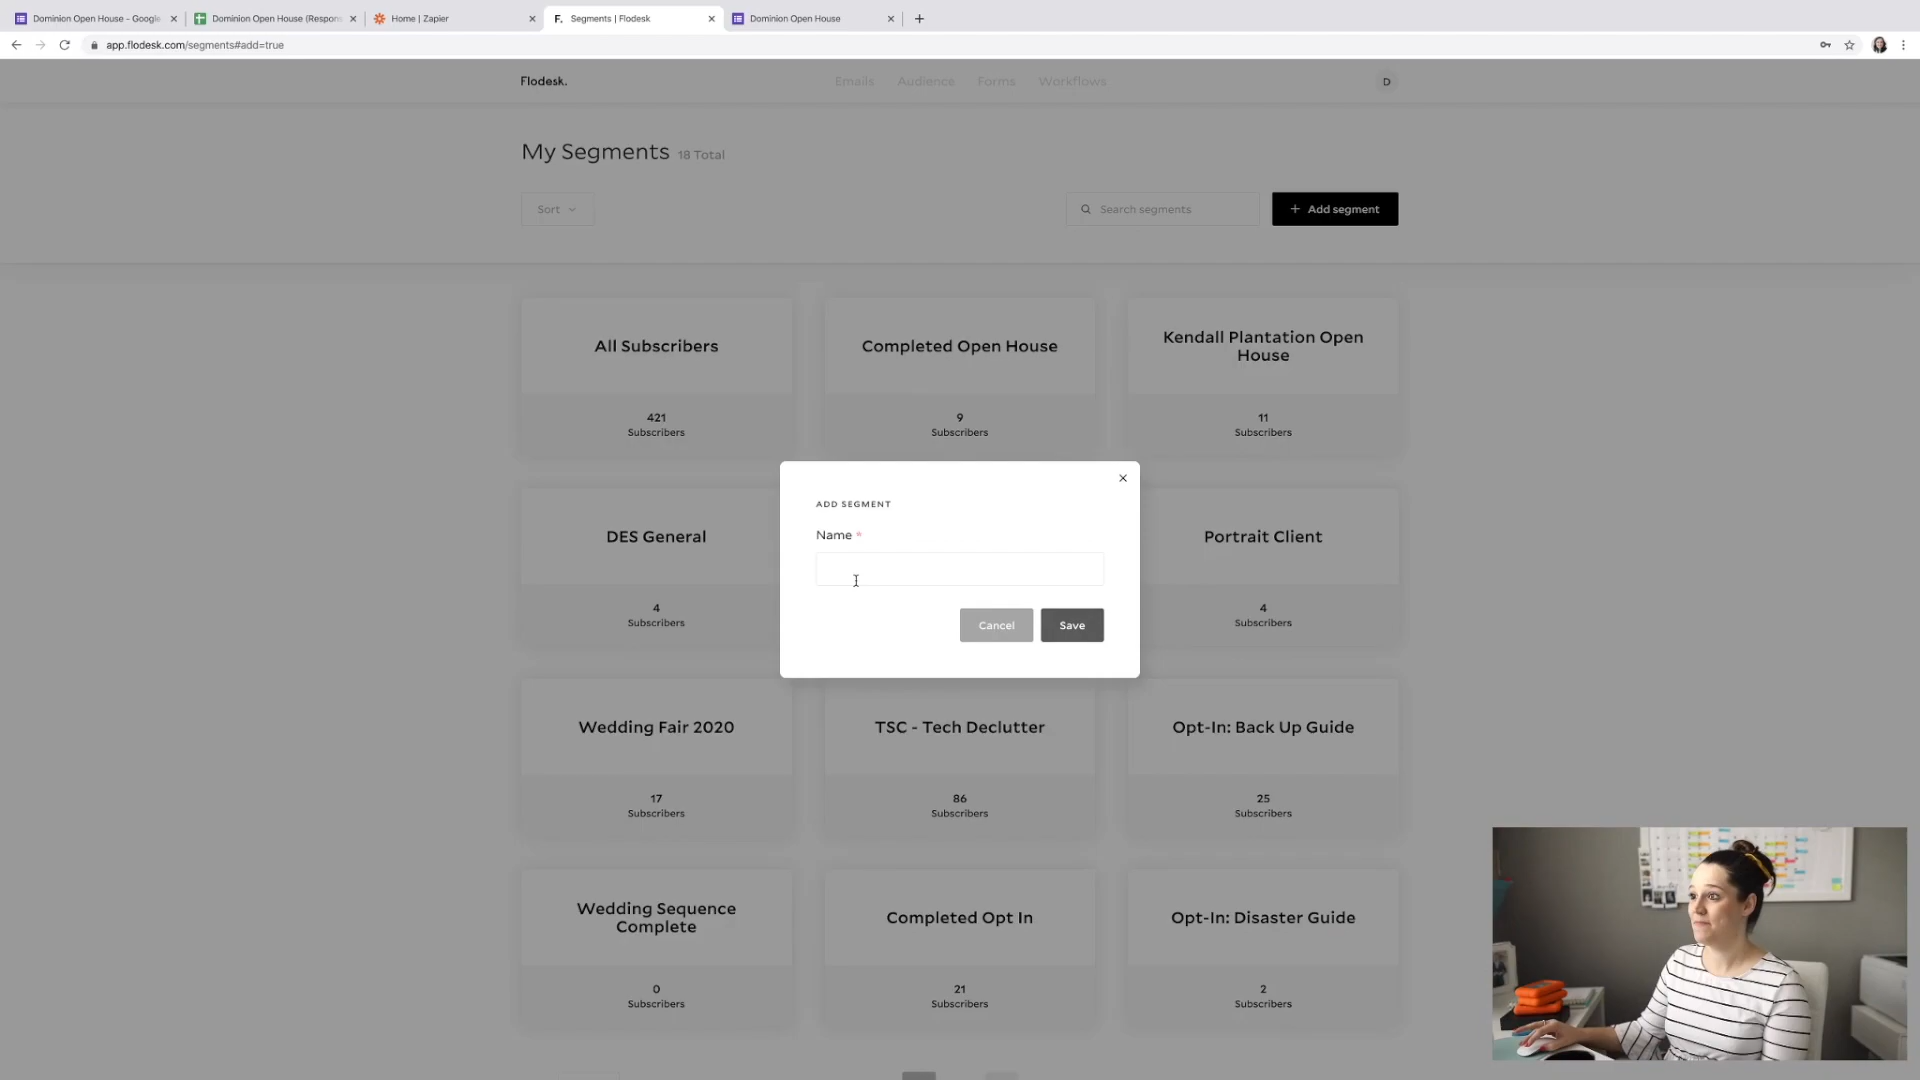 Dominion Open House - Google
Dominion Open House (Respons
Home | Zapier
F. Segments | Flodesk
Dominion Open House
app.flodesk.com/segments#add=true
Flodesk.
Emails
Audience
Forms
Workflows
D
My Segments 18 Total
Sort
Search segments
+ Add segment
All Subscribers
421
Subscribers
Completed Open House
9
Subscribers
Kendall Plantation Open
House
11
Subscribers
DES General
4
Subscribers
ADD SEGMENT
Name *
Cancel
Save
Portrait Client
4
Subscribers
Wedding Fair 2020
17
Subscribers
TSC - Tech Declutter
86
Subscribers
Opt-In: Back Up Guide
25
Subscribers
Wedding Sequence
Complete
0
Subscribers
Completed Opt In
21
Subscribers
Opt-In: Disaster Guide
2
Subscribers